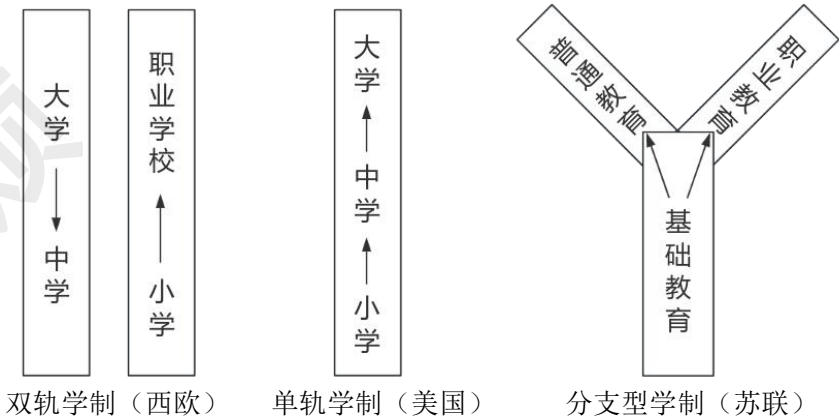 大学
中学
职业学校
小学
大学
中学
小学
普通教育
职业教育
基础教育
双轨学制（西欧）
单轨学制（美国）
分支型学制（苏联）